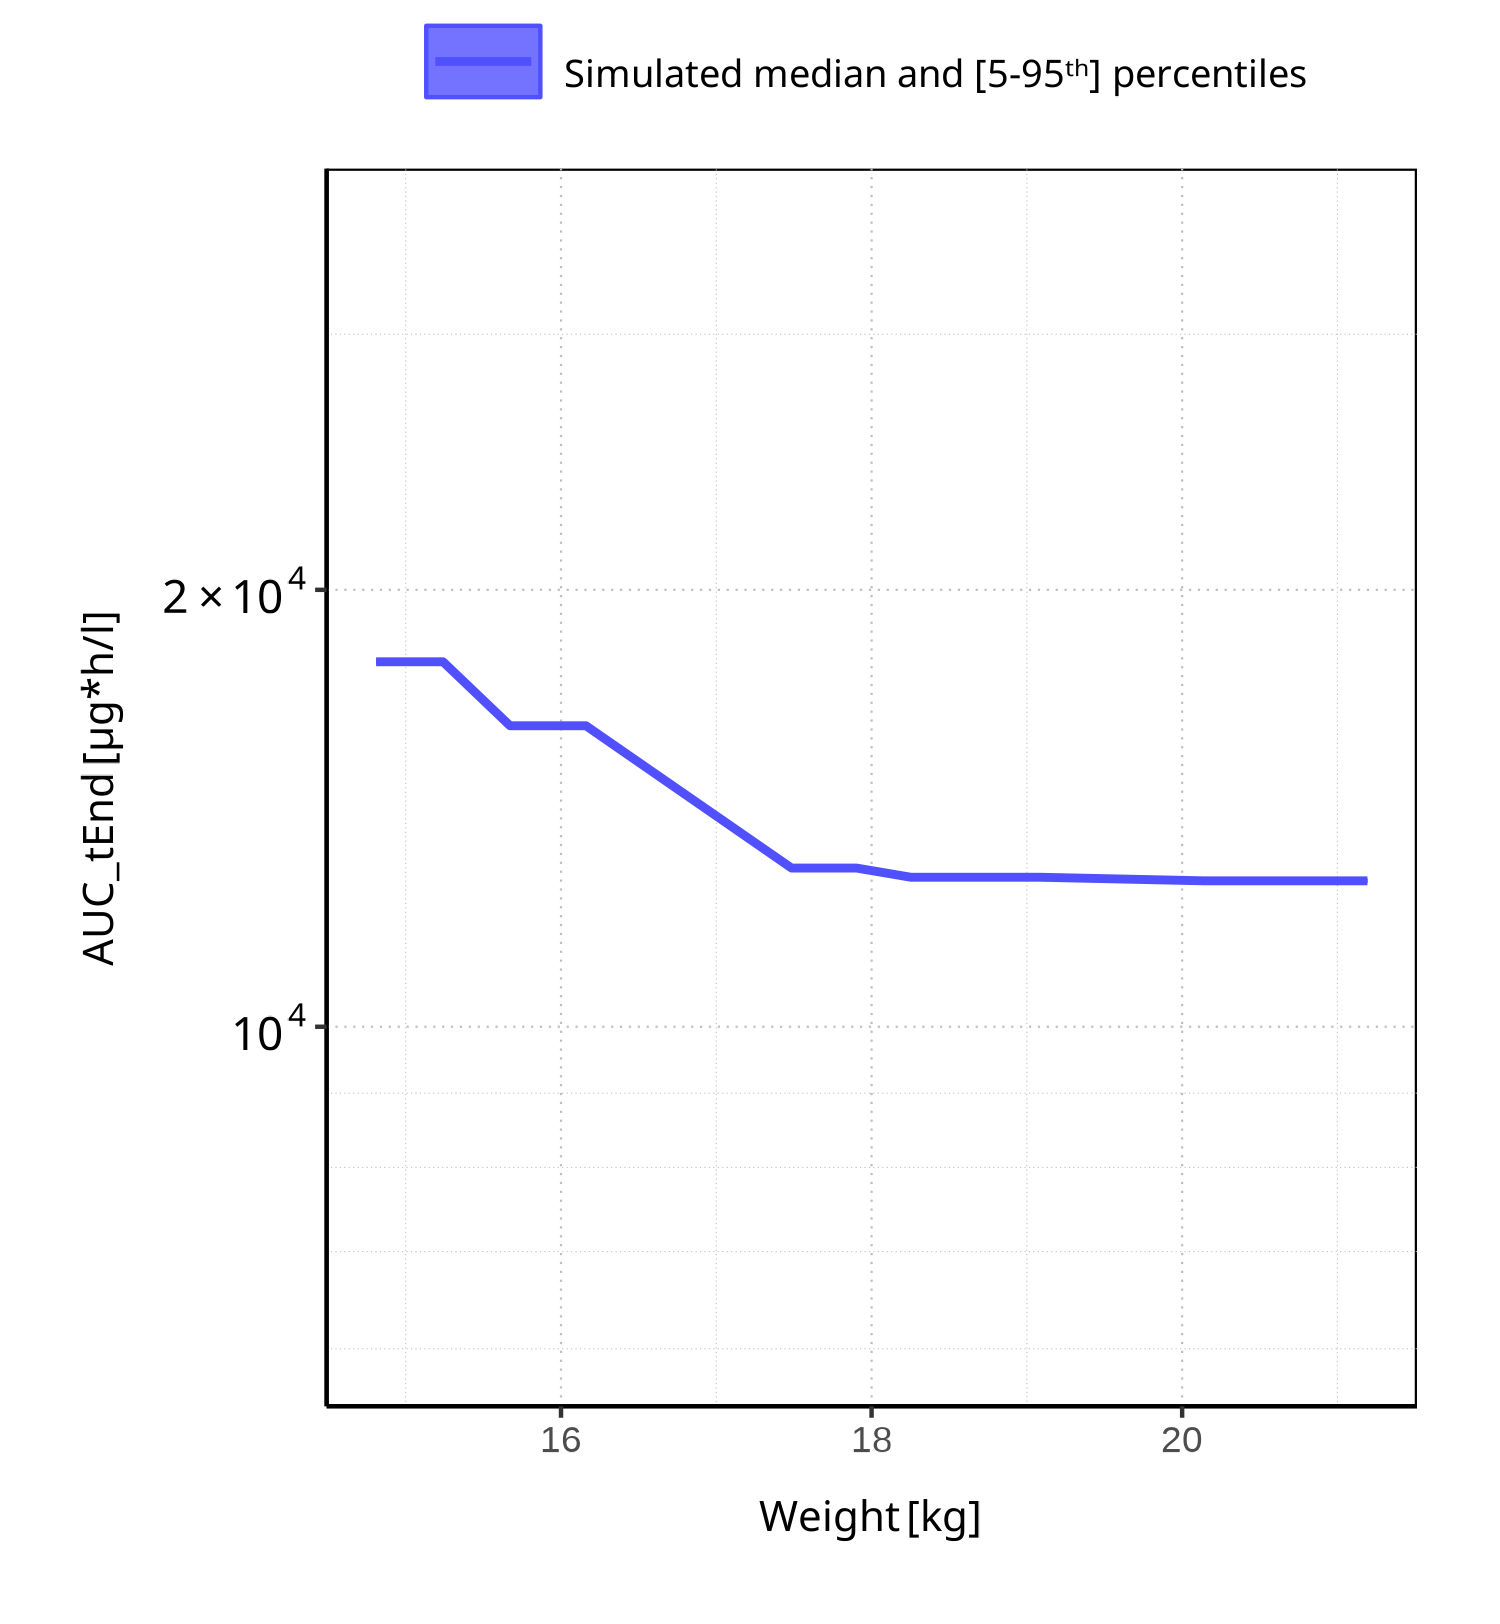 Simulated median and [5-95ᵗʰ] percentiles
AUC_tEnd [µg*h/l]
2 × 10⁴
10⁴
16 18 20
Weight [kg]